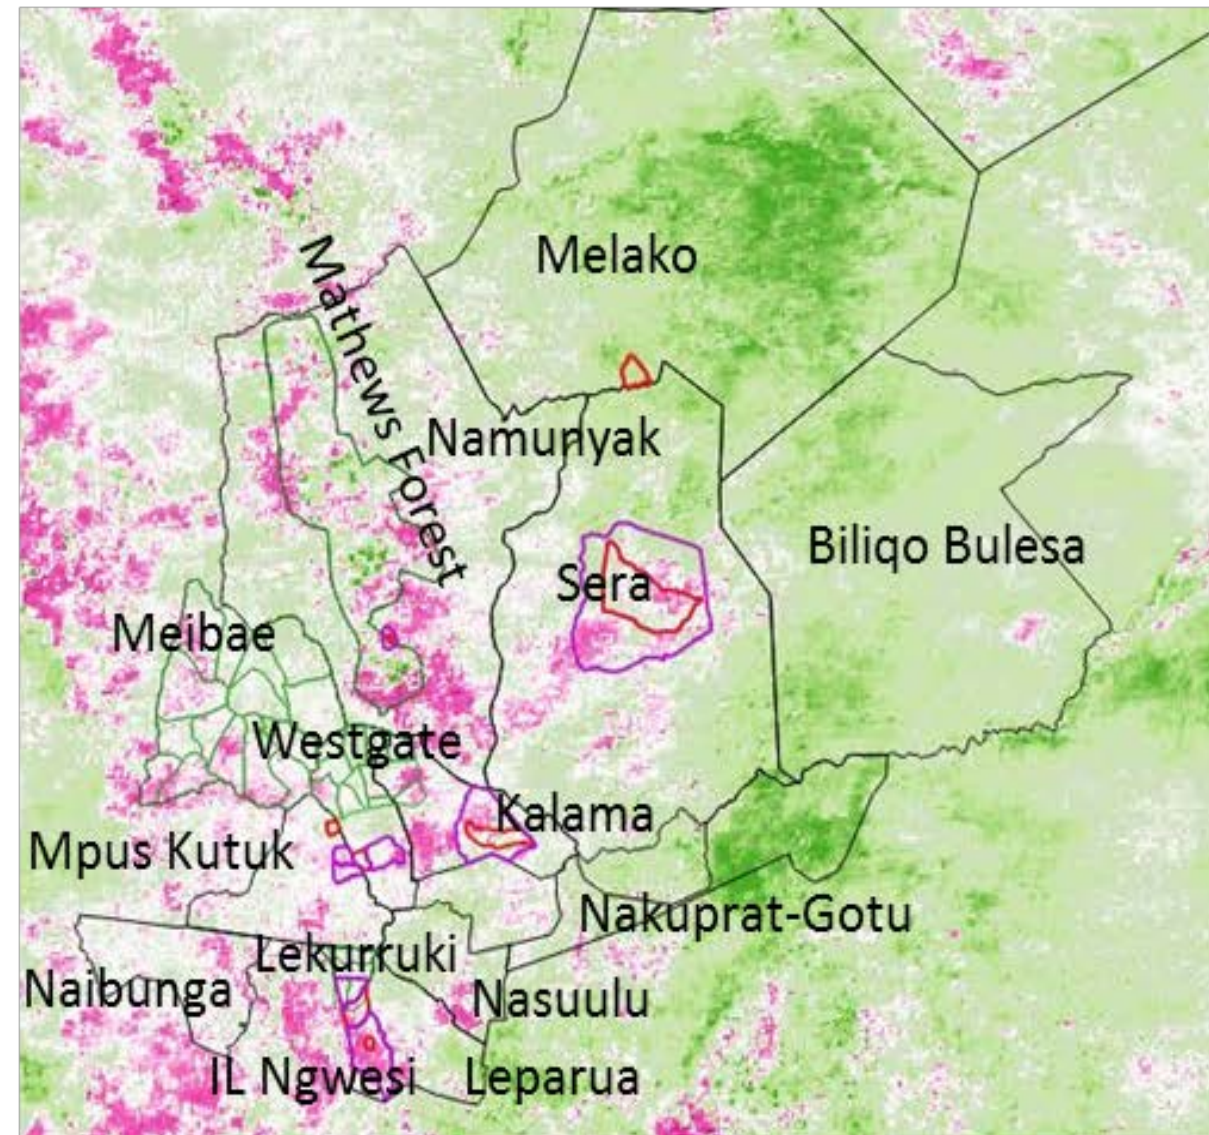 Melako
Mathews Forest
Namunyak
Biliqo Bulesa
Sera
Meibae
Westgate
Kalama
Mpus Kutuk
Nakuprat-Gotu
Lekurruki
Naibunga
Nasuulu
IL Ngwesi
Leparua